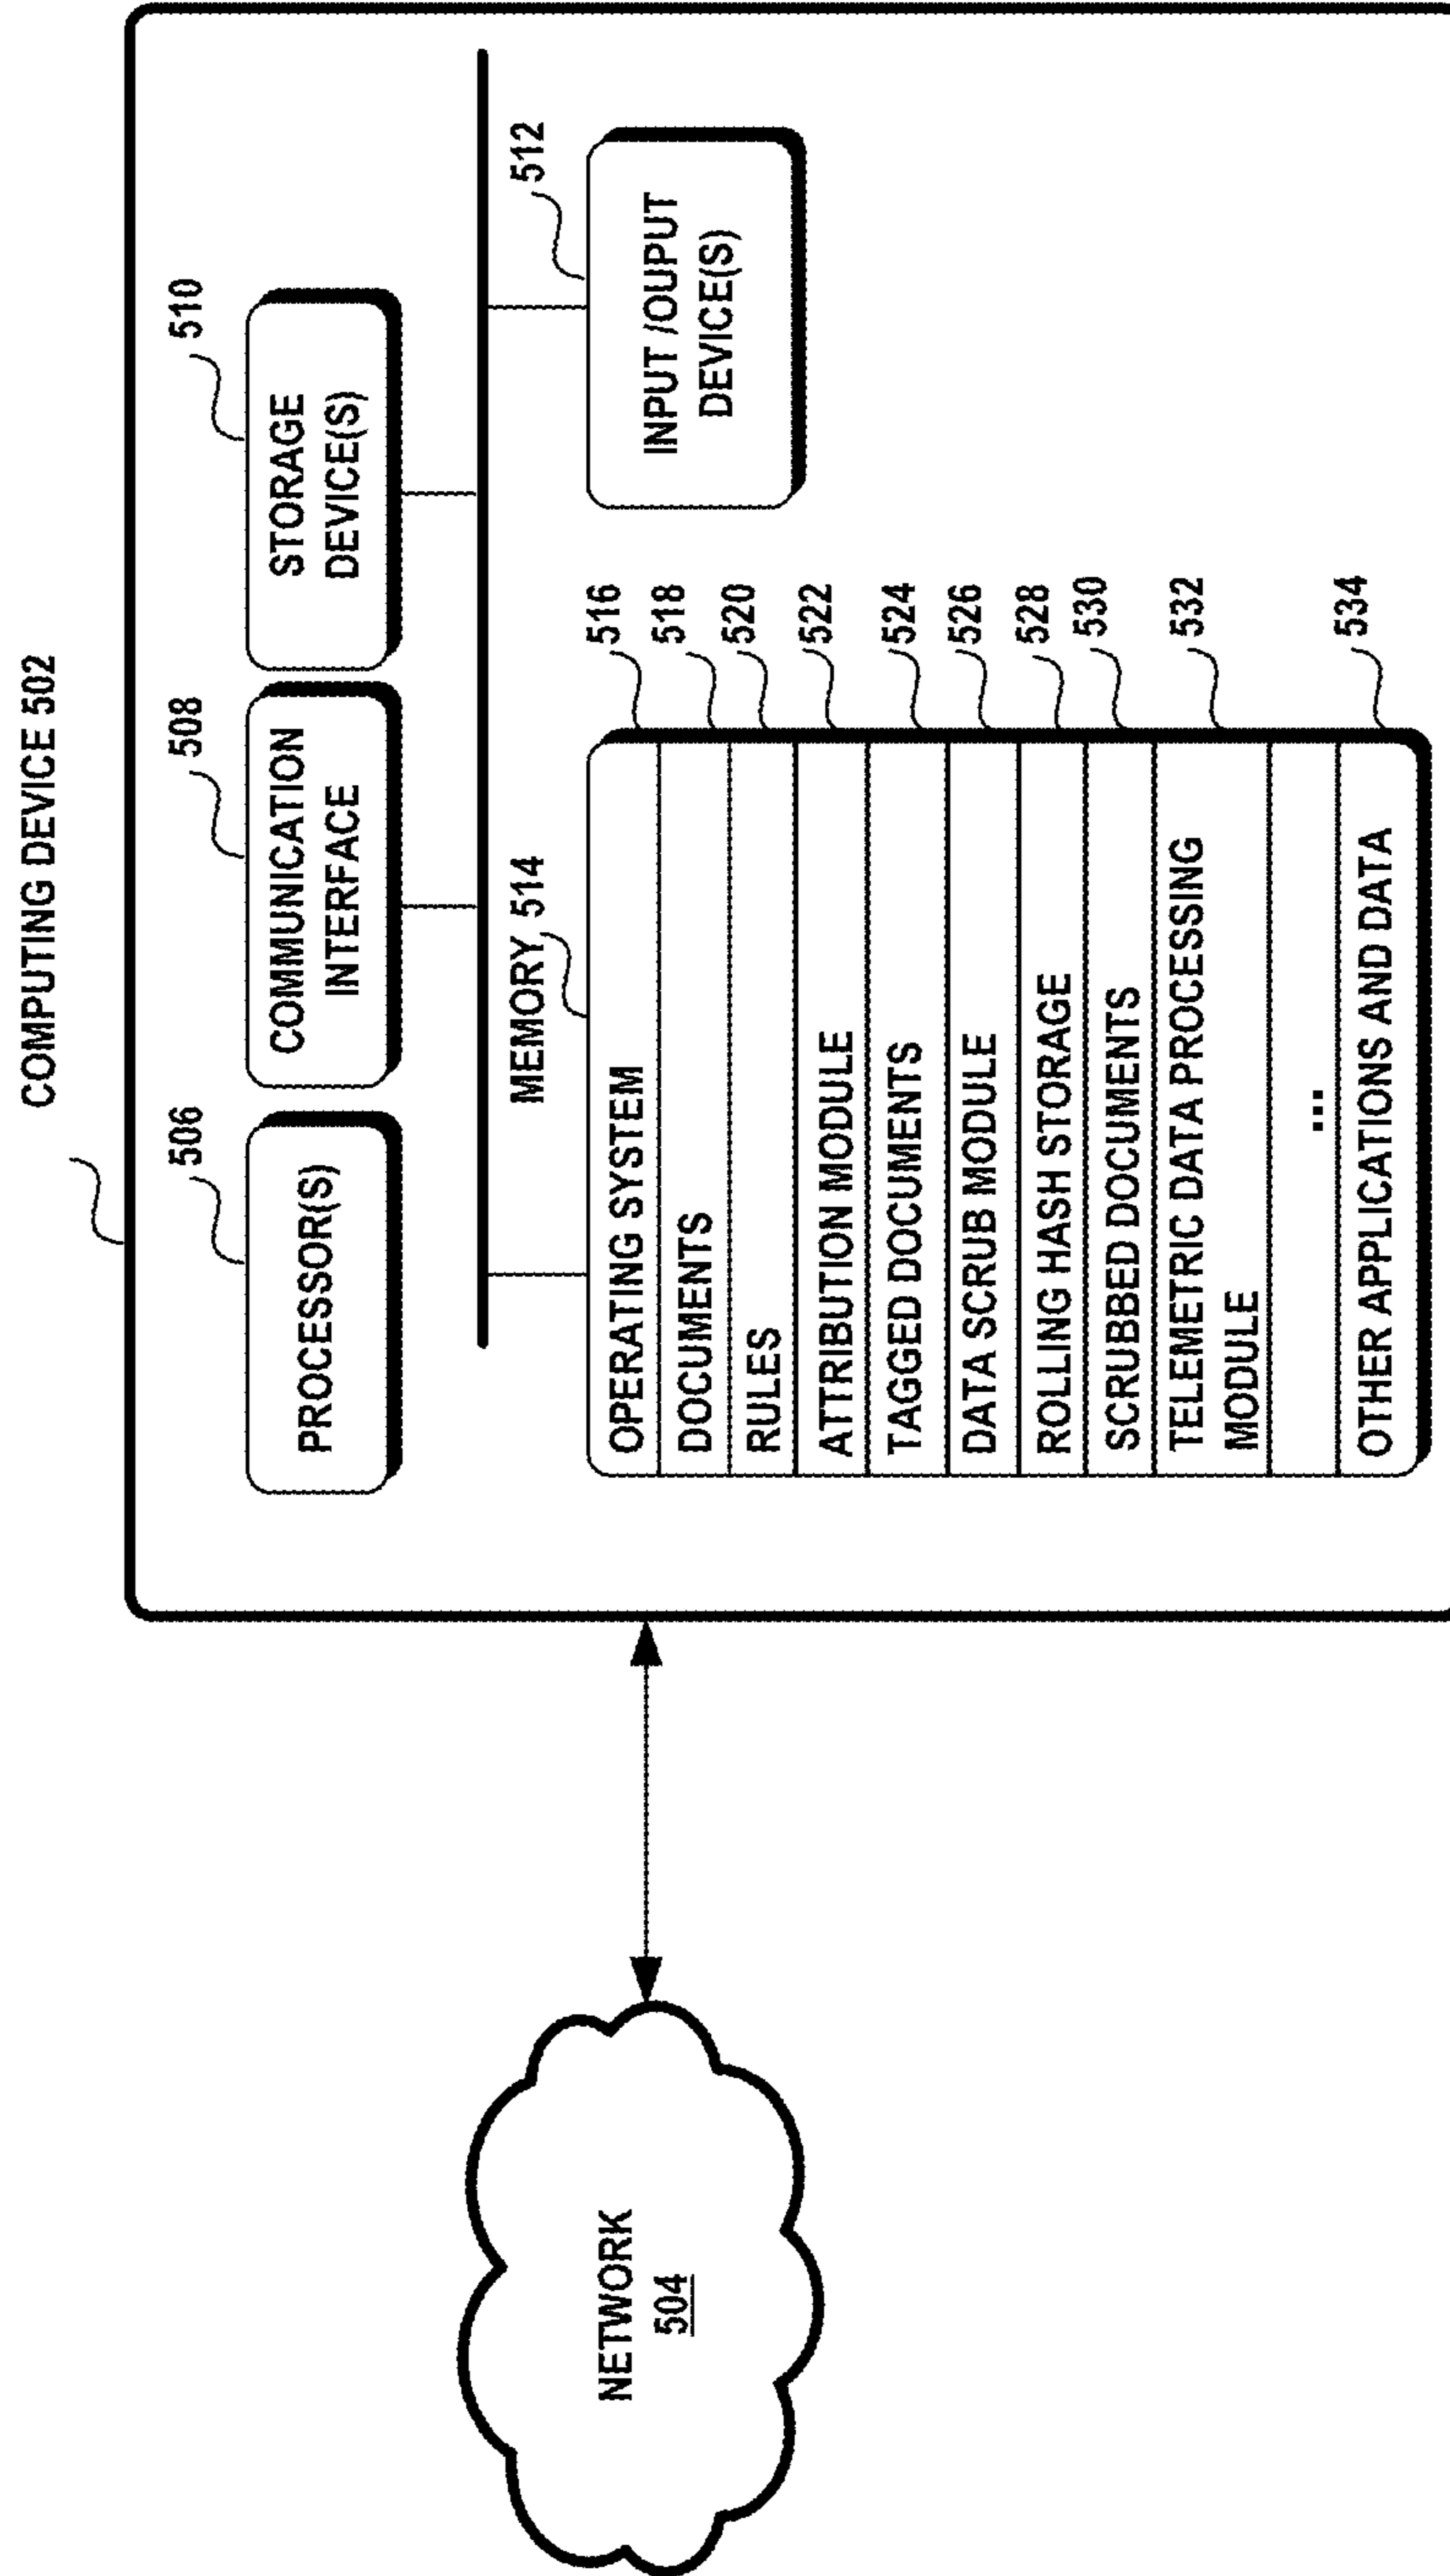 COMPUTING DEVICE 502
506
508
510
PROCESSOR(S)
COMMUNICATION
INTERFACE
STORAGE
DEVICE(S)
MEMORY 514
512
INPUT /OUPUT
DEVICE(S)
OPERATING SYSTEM
516
DOCUMENTS
518
RULES
520
ATTRIBUTION MODULE
522
TAGGED DOCUMENTS
524
DATA SCRUB MODULE
526
ROLLING HASH STORAGE
528
SCRUBBED DOCUMENTS
530
TELEMETRIC DATA PROCESSING
MODULE
532
...
OTHER APPLICATIONS AND DATA
534
NETWORK
504